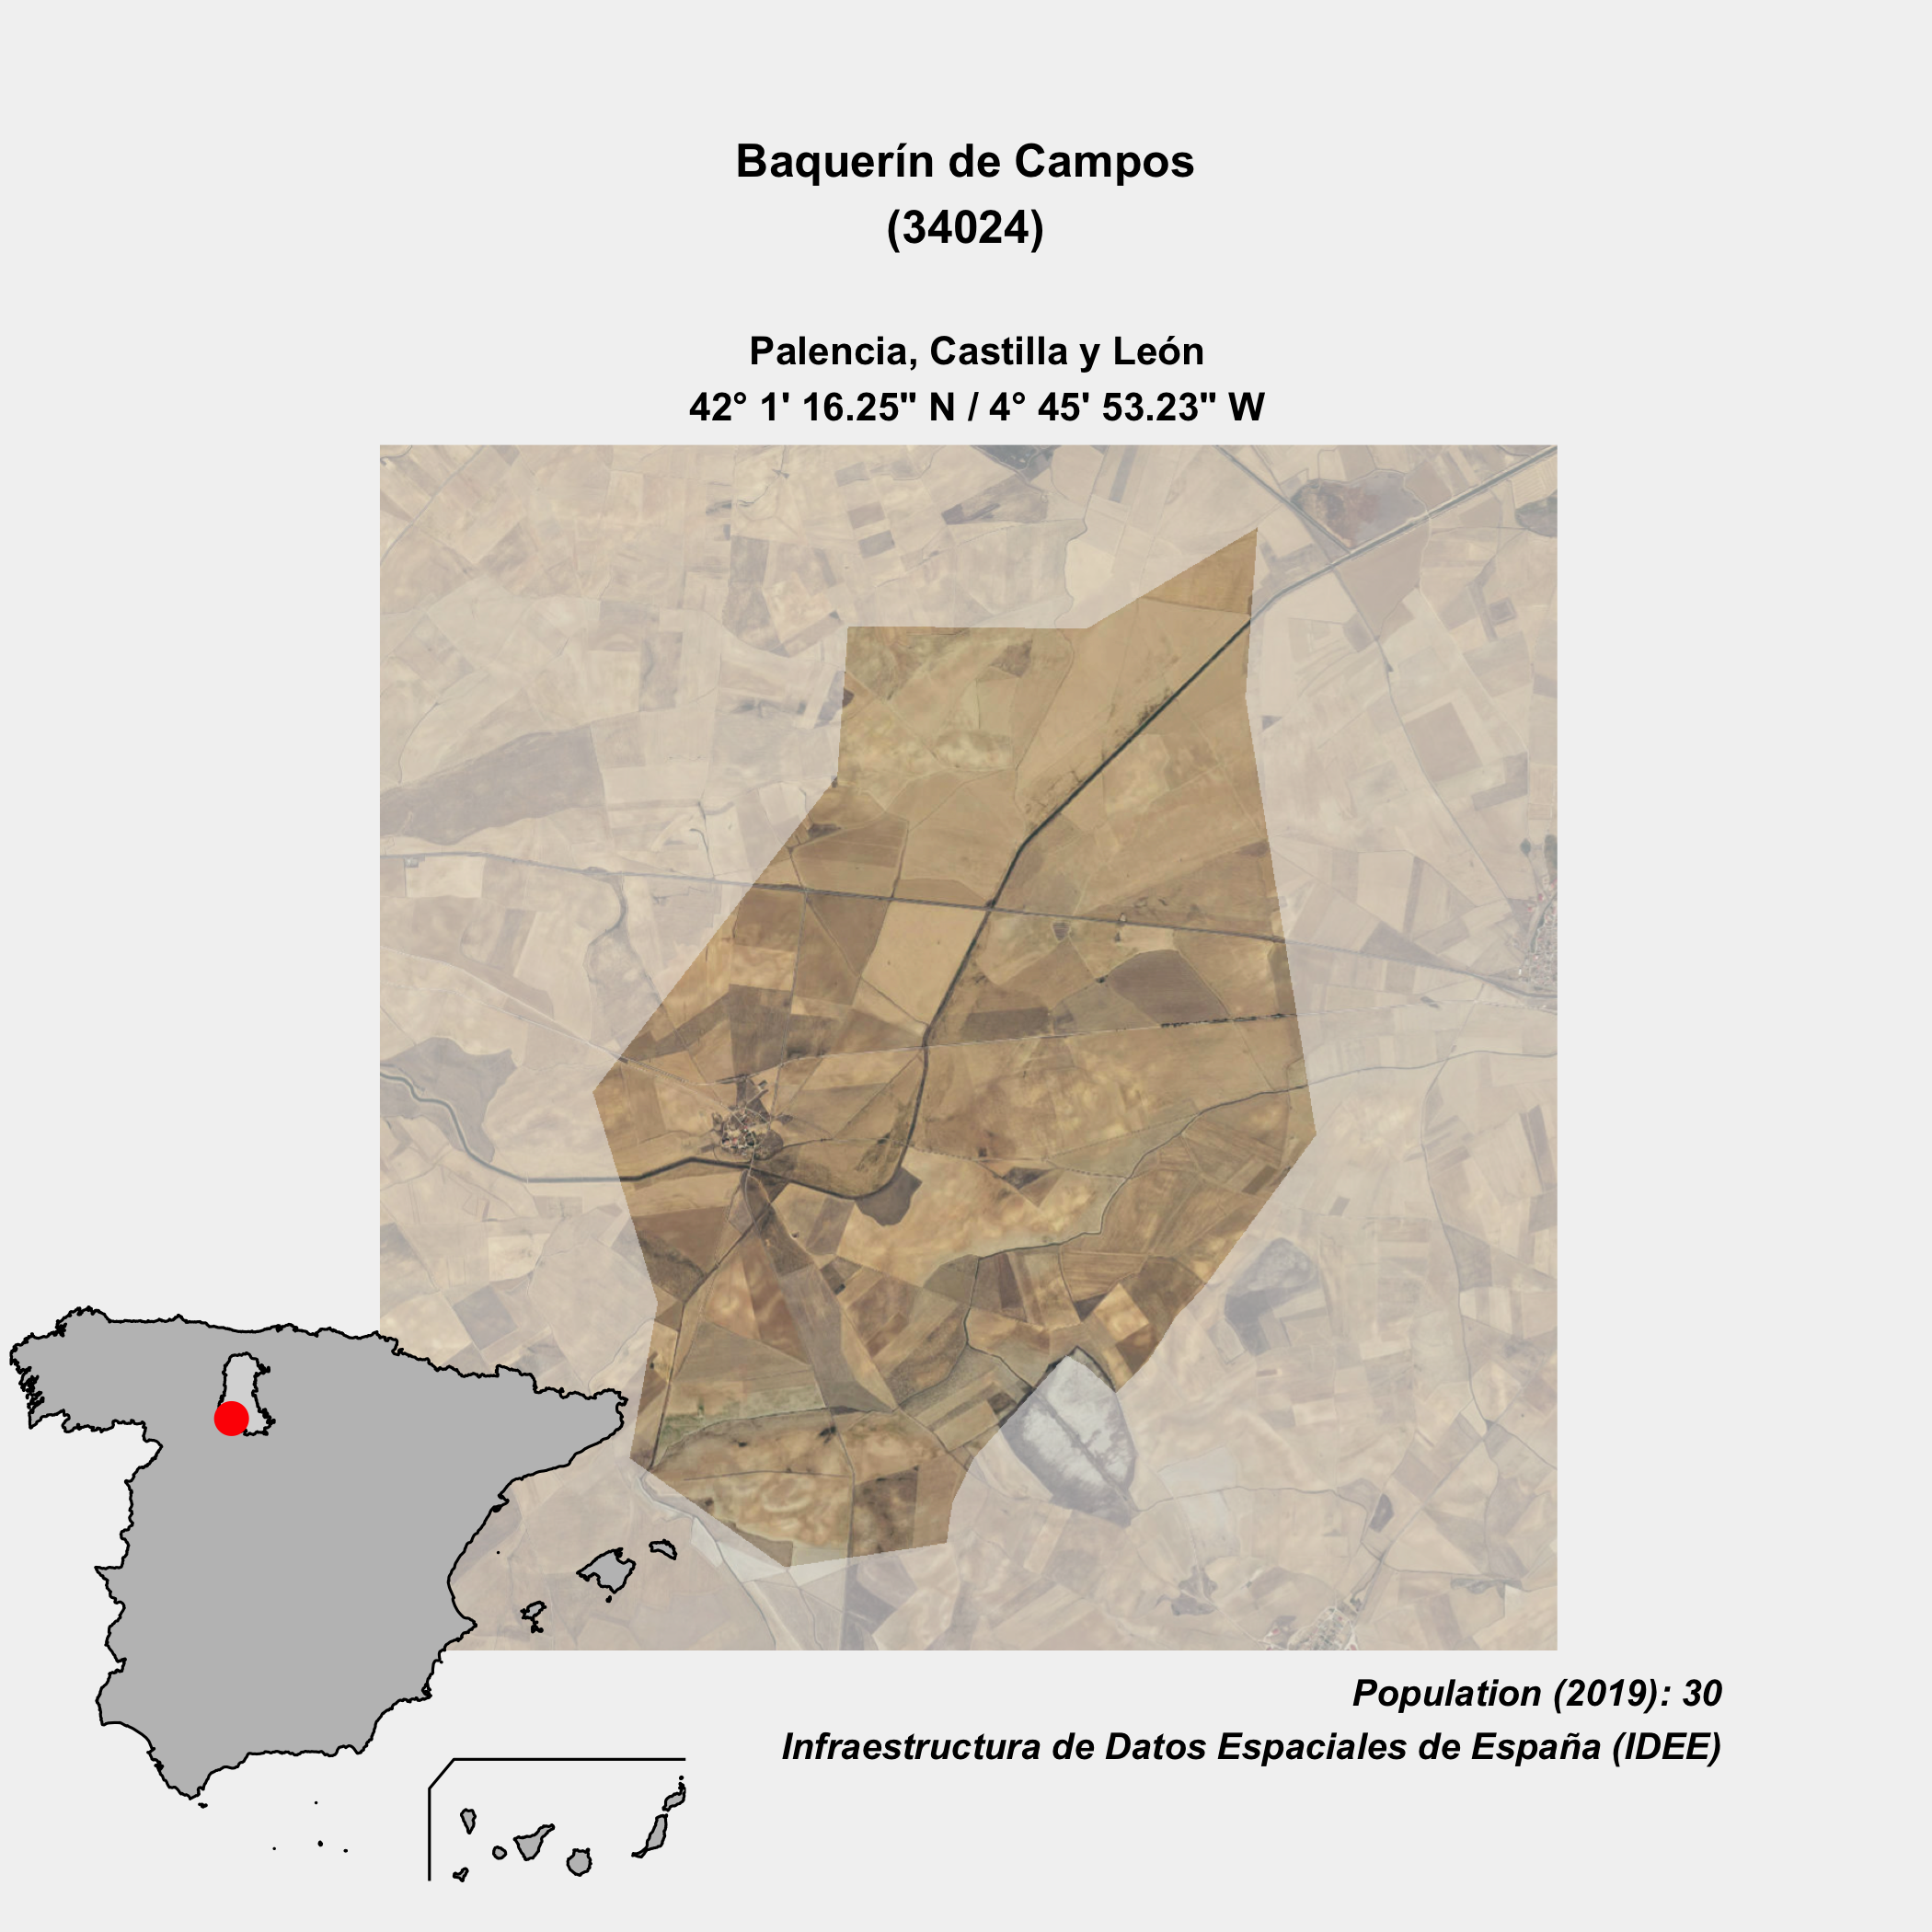 Baquerín de Campos
(34024)
Palencia, Castilla y León
42° 1' 16.25" N / 4° 45' 53.23" W
Population (2019): 30
Infraestructura de Datos Espaciales de España (IDEE)